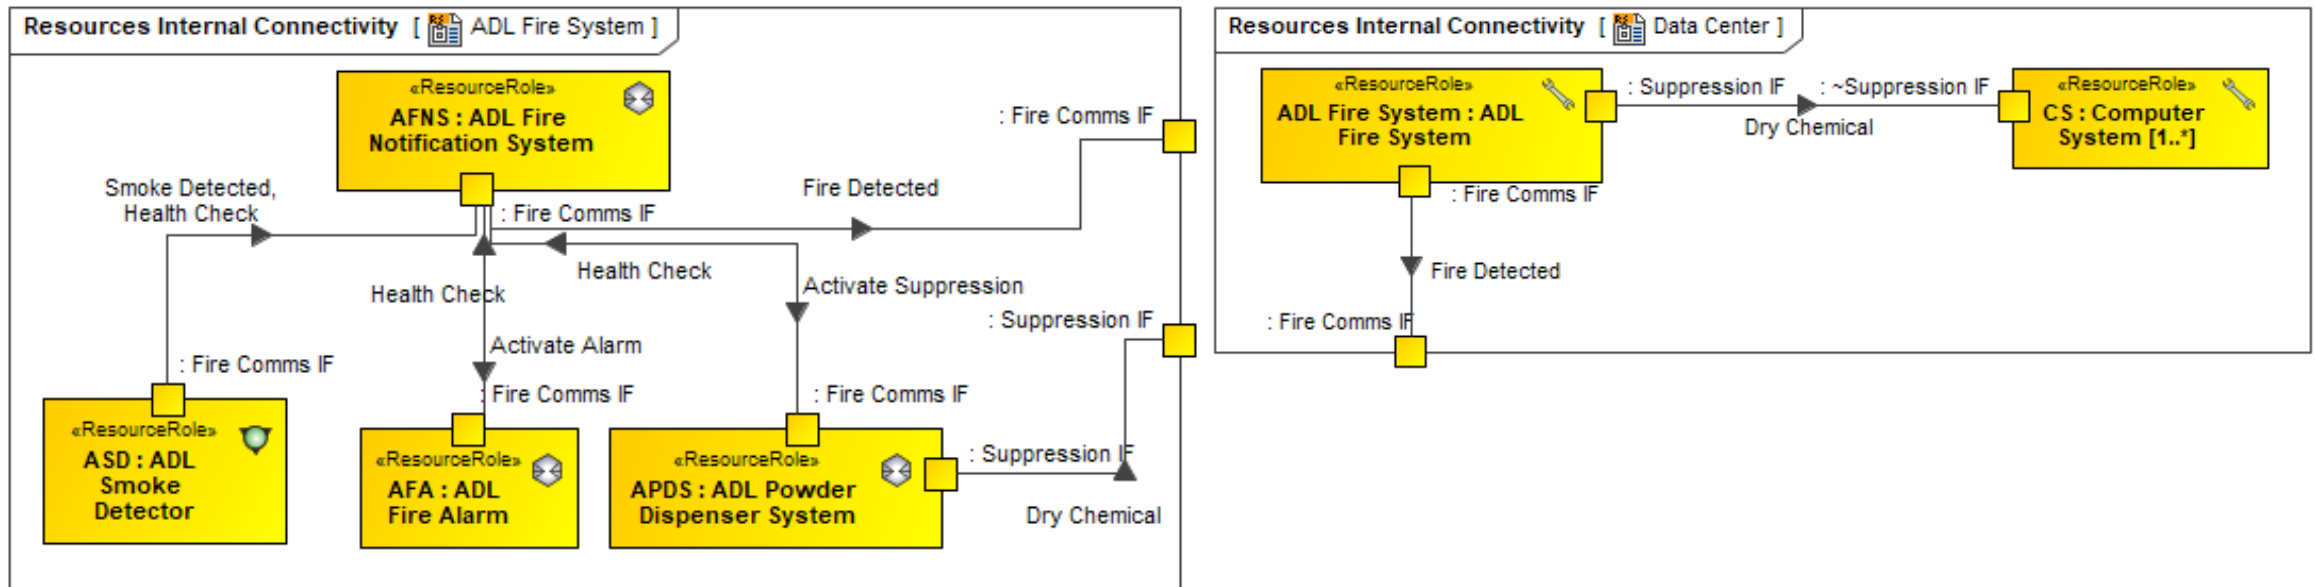 Resources Internal Connectivity [ ADL Fire System ]
«ResourceRole»
AFNS : ADL Fire
Notification System
: Fire Comms IF
Smoke Detected,
Health Check
: Fire Comms IF
Fire Detected
Health Check
Health Check
Activate Suppression
: Suppression IF
Activate Alarm
: Fire Comms IF
: Fire Comms IF
: Fire Comms IF
«ResourceRole»
ASD : ADL
Smoke
Detector
«ResourceRole»
AFA : ADL
Fire Alarm
«ResourceRole»
APDS : ADL Powder
Dispenser System
: Suppression IF
Dry Chemical
Resources Internal Connectivity [ Data Center ]
«ResourceRole»
ADL Fire System : ADL
Fire System
: Suppression IF
: ~Suppression IF
Dry Chemical
«ResourceRole»
CS : Computer
System [1..*]
: Fire Comms IF
Fire Detected
: Fire Comms IF